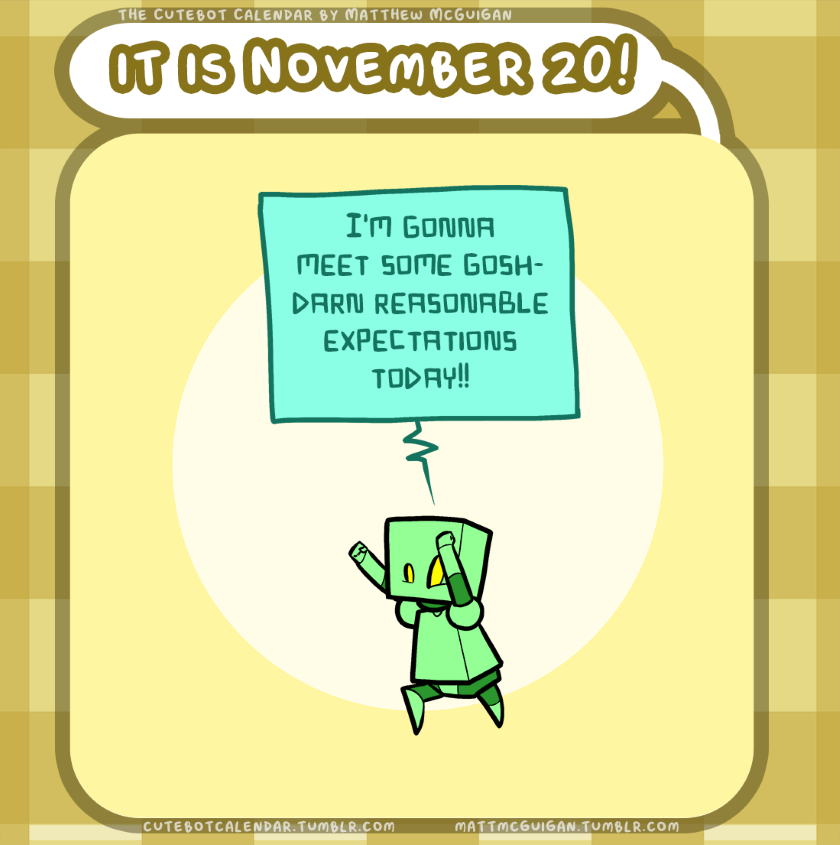 THE CUTEBOT CALENDAR BY MATTHEW MCGUIGAN
IT IS NOVEMBER 20!
I'M GONNA
MEET SOME GOSH-
DARN REASONABLE
EXPECTATIONS
TODAY!!
CUTEBOTCALENDAR.TUMBLR.COM
MATTMCGUIGAN.TUMBLR.COM